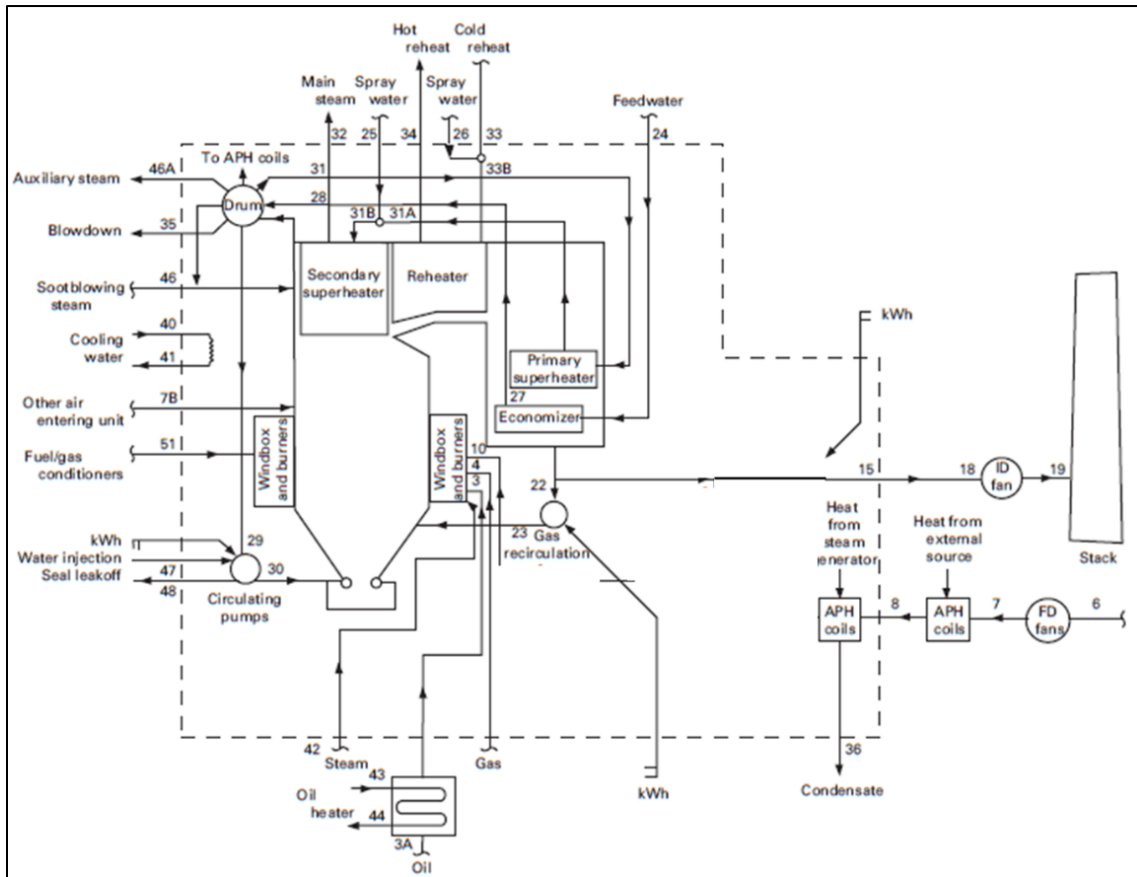 Hot
reheat
Cold
reheat
Main
steam
Spray
water
Spray
water
Feedwater
32
25
34
26
33
24
To APH coils
46A
31
33B
Auxiliary steam
Drum
28
31B
31A
35
Blowdown
46
Secondary
superheater
Reheater
Sootblowing
steam
kWh
40
Cooling
water
41
Primary
superheater
27
7B
Economizer
Other air
entering unit
Windbox
and burners
Windbox
and burners
51
10
4
3
Fuel/gas
conditioners
22
15
18
ID
fan
19
23
Gas
recirculation
Heat
from
steam
enerator
Heat from
external
source
Stack
kWh
29
Water injection
Seal leakoff
47
30
48
Circulating
pumps
APH
coils
8
APH
coils
7
FD
fans
6
42
Steam
Gas
36
43
kWh
Condensate
Oil
heater
44
3A
Oil